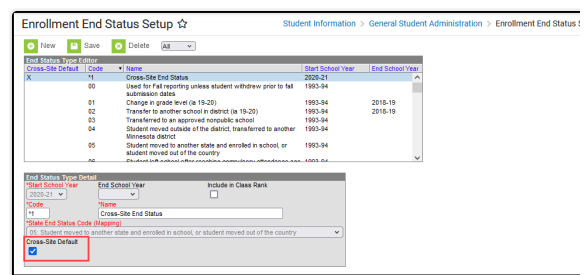 Enrollment End Status Setup ☆
Student Information > General Student Administration > Enrollment End Status S
New Save Delete All
End Status Type Editor
Cross-Site Default Code Name Start School Year End School Year
X *1 Cross-Site End Status 2020-21
00 Used for Fall reporting unless student withdrew prior to fall submission dates 1993-94
01 Change in grade level (ia 19-20) 1993-94 2018-19
02 Transfer to another school in district (ia 19-20) 1993-94 2018-19
03 Transferred to an approved nonpublic school 1993-94
04 Student moved outside of the district, transferred to another Minnesota district 1993-94
05 Student moved to another state and enrolled in school, or student moved out of the country 1993-94
End Status Type Detail
*Start School Year End School Year Include in Class Rank
2020-21
*Code *Name
*1 Cross-Site End Status
*State End Status Code (Mapping)
05: Student moved to another state and enrolled in school, or student moved out of the country
Cross-Site Default